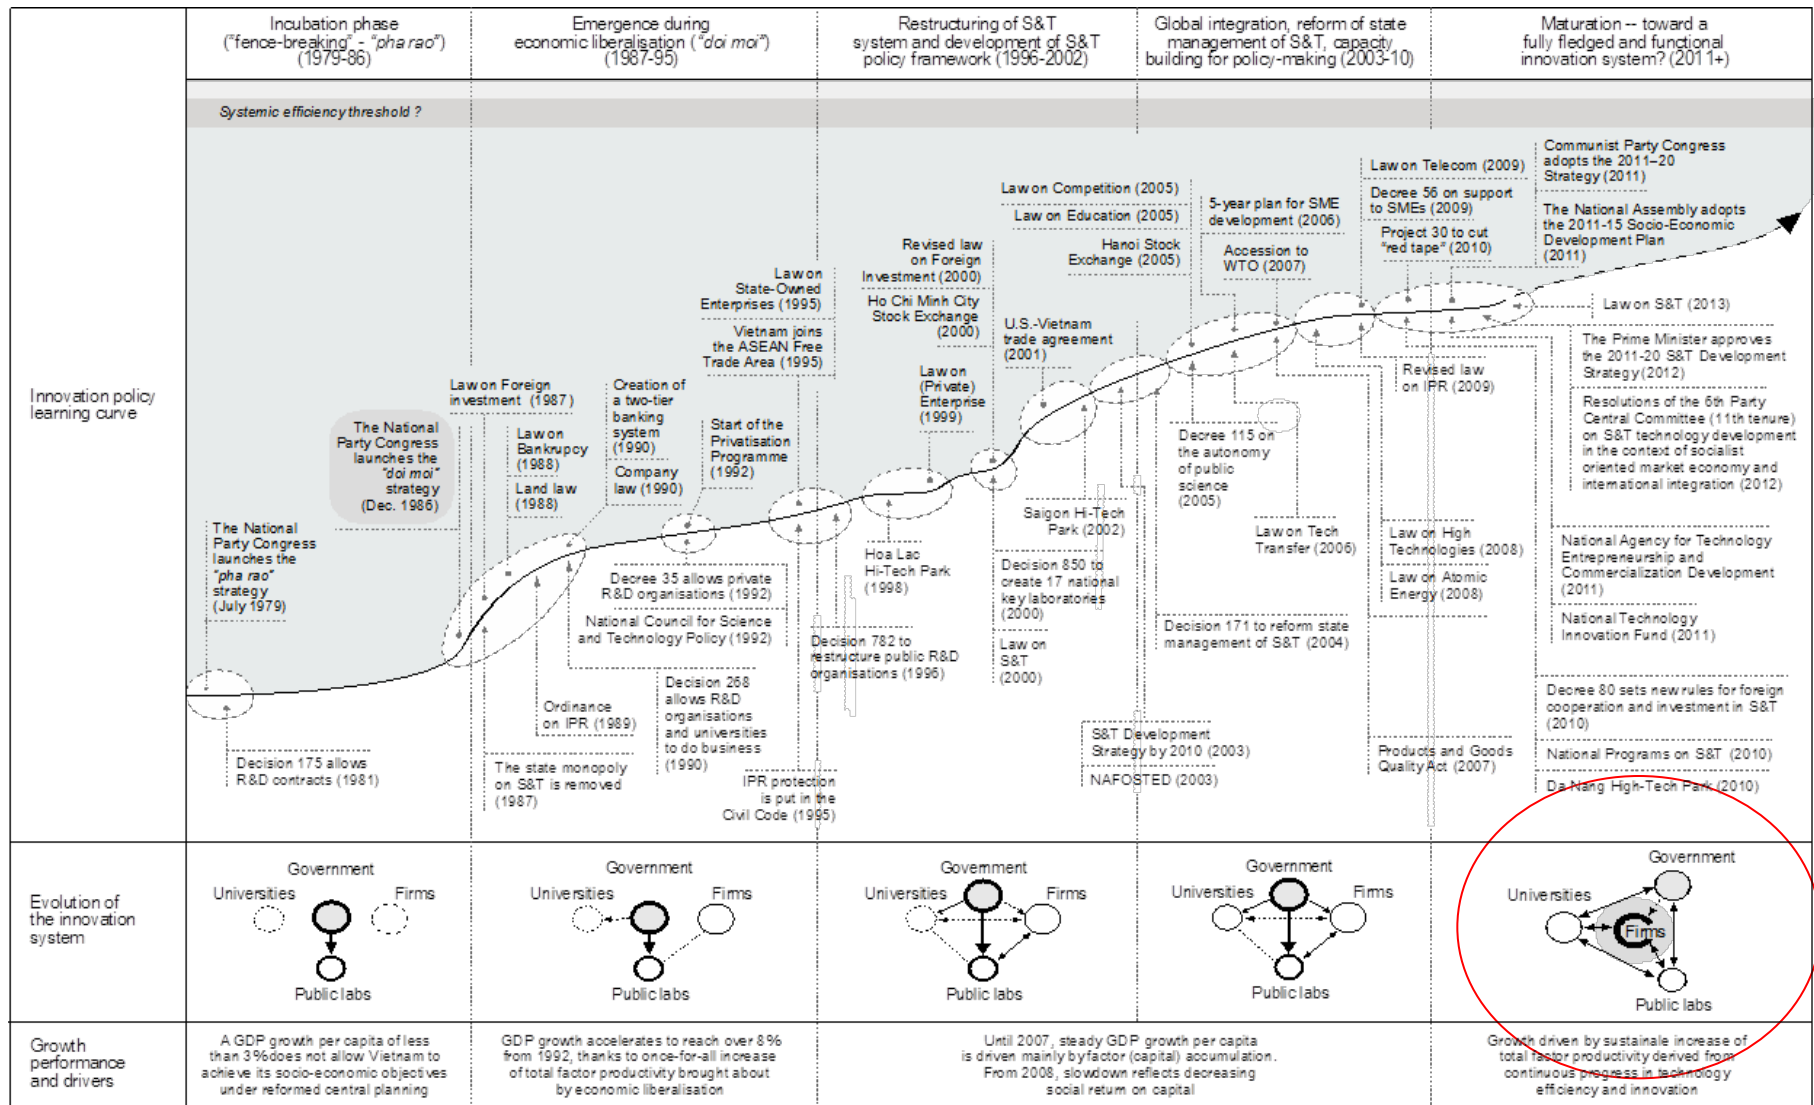 Incubation phase
("fence-breaking" - "pha rao")
(1979-86)
Emergence during
economic liberalisation ("doi moi")
(1987-95)
Restructuring of S&T
system and development of S&T
policy framework (1996-2002)
Global integration, reform of state
management of S&T, capacity
building for policy-making (2003-10)
Maturation -- toward a
fully fledged and functional
innovation system? (2011+)
Systemic efficiency threshold ?
Innovation policy
learning curve
The National
Party Congress
launches the
"pha rao"
strategy
(July 1979)
Decision 175 allows
R&D contracts (1981)
The National
Party Congress
launches the
"doi moi"
strategy
(Dec. 1986)
Law on Foreign
investment (1987)
Law on
Bankrupcy
(1988)
Land law
(1988)
Creation of
a two-tier
banking
system
(1990)
Company
law (1990)
Start of the
Privatisation
Programme
(1992)
Law on
State-Owned
Enterprises (1995)
Vietnam joins
the ASEAN Free
Trade Area (1995)
The state monopoly
on S&T is removed
(1987)
Ordinance
on IPR (1989)
Decree 35 allows private
R&D organisations (1992)
National Council for Science
and Technology Policy (1992)
Decision 268
allows R&D
organisations
and universities
to do business
(1990)
IPR protection
is put in the
Civil Code (1995)
Revised law
on Foreign
Investment (2000)
Ho Chi Minh City
Stock Exchange
(2000)
Law on
(Private)
Enterprise
(1999)
U.S.-Vietnam
trade agreement
(2001)
Hoa Lac
Hi-Tech Park
(1998)
Decision 782 to
restructure public R&D
organisations (1996)
Saigon Hi-Tech
Park (2002)
Decision 850 to
create 17 national
key laboratories
(2000)
Law on
S&T
(2000)
Law on Competition (2005)
Law on Education (2005)
Hanoi Stock
Exchange (2005)
5-year plan for SME
development (2006)
Accession to
WTO (2007)
Law on Telecom (2009)
Decree 56 on support
to SMEs (2009)
Project 30 to cut
"red tape" (2010)
Decree 115 on
the autonomy
of public
science
(2005)
Law on Tech
Transfer (2006)
Revised law
on IPR (2009)
Law on High
Technologies (2008)
Law on Atomic
Energy (2008)
Decision 171 to reform state
management of S&T (2004)
S&T Development
Strategy by 2010 (2003)
NAFOSTED (2003)
Products and Goods
Quality Act (2007)
Communist Party Congress
adopts the 2011–20
Strategy (2011)
The National Assembly adopts
the 2011-15 Socio-Economic
Development Plan
(2011)
Law on S&T (2013)
The Prime Minister approves
the 2011-20 S&T Development
Strategy (2012)
Resolutions of the 6th Party
Central Committee (11th tenure)
on S&T technology development
in the context of socialist
oriented market economy and
international integration (2012)
National Agency for Technology
Entrepreneurship and
Commercialization Development
(2011)
National Technology
Innovation Fund (2011)
Decree 80 sets new rules for foreign
cooperation and investment in S&T
(2010)
National Programs on S&T (2010)
Da Nang High-Tech Park (2010)
Evolution of
the innovation
system
Government
Universities
Firms
Public labs
Government
Universities
Firms
Public labs
Government
Universities
Firms
Public labs
Government
Universities
Firms
Public labs
Government
Universities
Firms
Public labs
Growth
performance
and drivers
A GDP growth per capita of less
than 3% does not allow Vietnam to
achieve its socio-economic objectives
under reformed central planning
GDP growth accelerates to reach over 8%
from 1992, thanks to once-for-all increase
of total factor productivity brought about
by economic liberalisation
Until 2007, steady GDP growth per capita
is driven mainly by factor (capital) accumulation.
From 2008, slowdown reflects decreasing
social return on capital
Growth driven by sustainale increase of
total factor productivity derived from
continuous progress in technology
efficiency and innovation